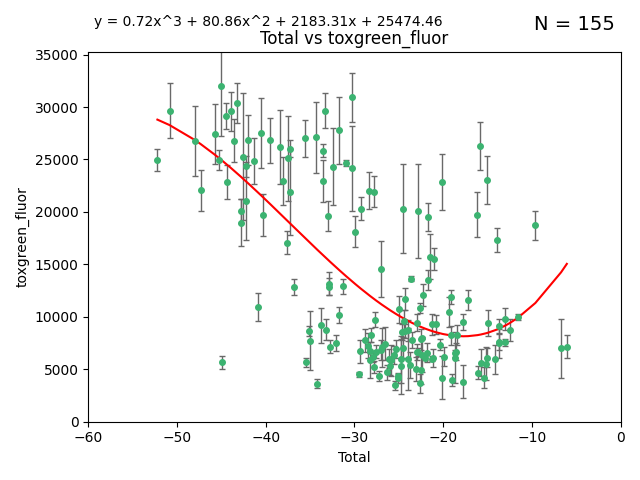 y = 0.72x^3 + 80.86x^2 + 2183.31x + 25474.46
N = 155
Total vs toxgreen_fluor
35000
30000
25000
20000
15000
10000
5000
0
toxgreen_fluor
−60 −50 −40 −30 −20 −10 0
Total